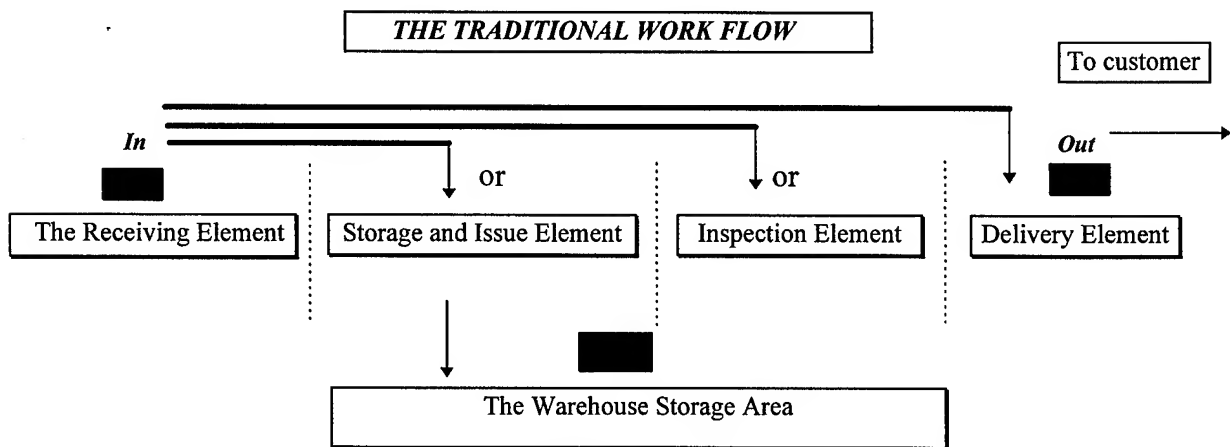 THE TRADITIONAL WORK FLOW
To customer
In
Out
or
or
The Receiving Element
Storage and Issue Element
Inspection Element
Delivery Element
The Warehouse Storage Area